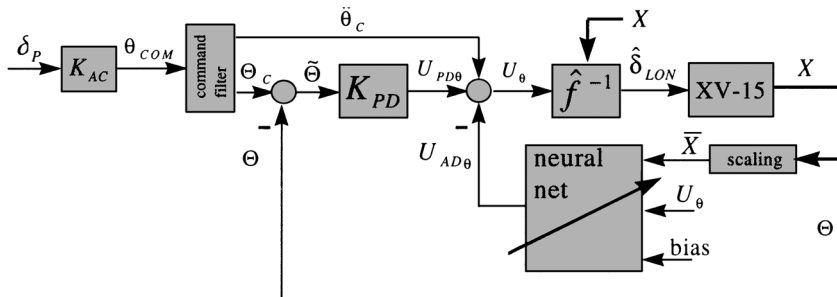 δ_P
K_AC
θ_COM
command filter
θ̈_C
Θ_C
Θ̃
K_PD
U_PDθ
U_θ
X
f̂ ⁻¹
δ̂_LON
XV-15
X
−
Θ
−
U_ADθ
neural
net
X̅
scaling
U_θ
bias
Θ